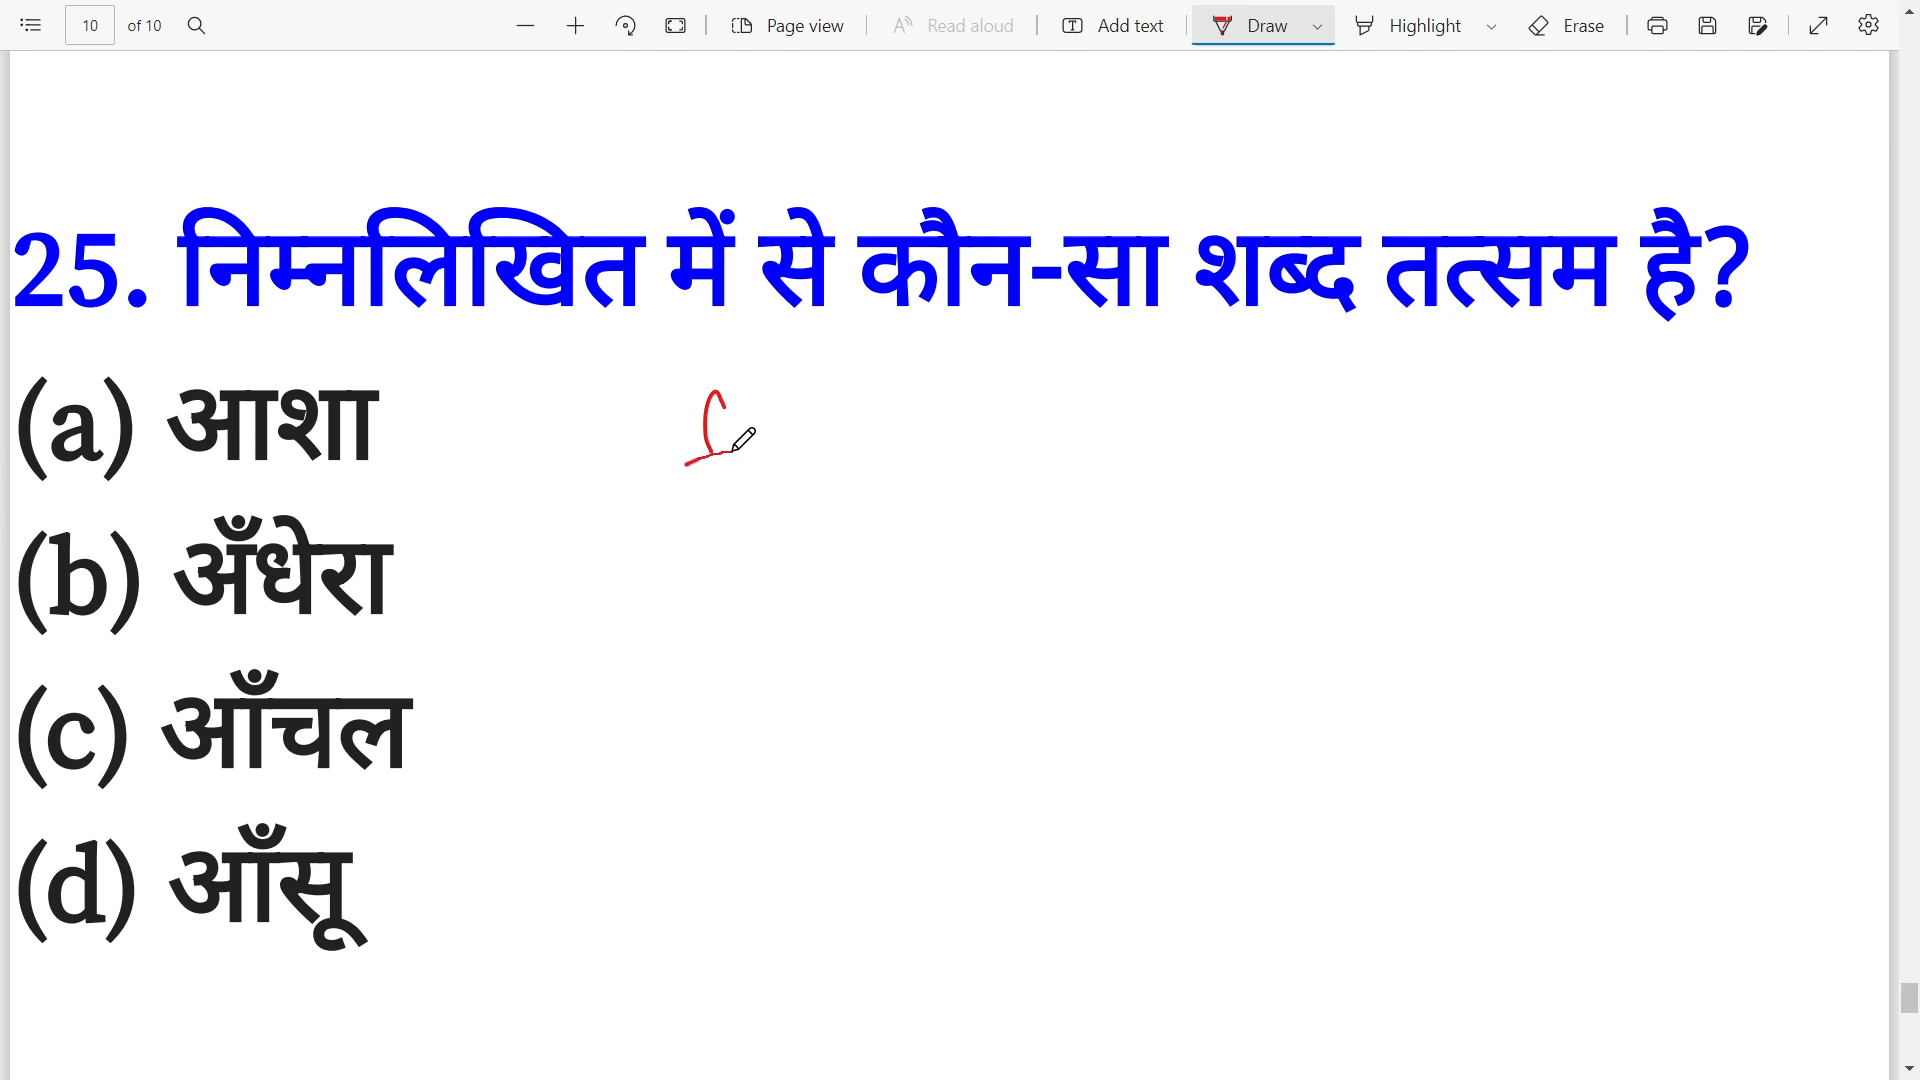 10 of 10 Page view Read aloud Add text Draw Highlight Erase
25. निम्नलिखित में से कौन-सा शब्द तत्सम है?
(a) आशा
(b) अँधेरा
(c) आँचल
(d) आँसू